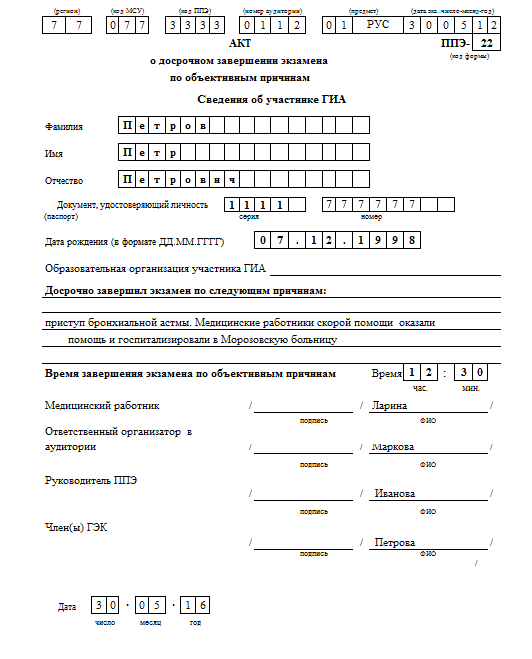 (регион) (код МСУ) (код ППЭ) (номер аудитории) (предмет) (дата экз.:число-месяц-год)
7 7 0 7 7 3 3 3 3 0 1 1 2 0 1 РУС 3 0 0 5 1 2
АКТ ППЭ- 22
(код формы)
о досрочном завершении экзамена
по объективным причинам
Сведения об участнике ГИА
Фамилия П е т р о в
Имя П е т р
Отчество П е т р о в и ч
Документ, удостоверяющий личность 1 1 1 1 7 7 7 7 7 7
(паспорт) серия номер
Дата рождения (в формате ДД.ММ.ГГГГ) 0 7 . 1 2 . 1 9 9 8
Образовательная организация участника ГИА
Досрочно завершил экзамен по следующим причинам:
приступ бронхиальной астмы. Медицинские работники скорой помощи оказали
помощь и госпитализировали в Морозовскую больницу
Время завершения экзамена по объективным причинам Время 1 2 : 3 0
час. мин.
Медицинский работник / / Ларина /
подпись ФИО
Ответственный организатор в
аудитории / / Маркова /
подпись ФИО
Руководитель ППЭ / / Иванова /
подпись ФИО
Член(ы) ГЭК / / Петрова /
подпись ФИО
/
Дата 3 0 . 0 5 . 1 6
число месяц год